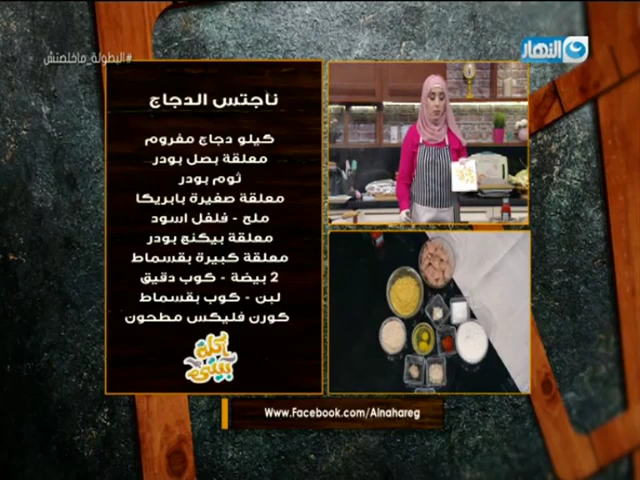 #البطولة_ماخلصتش
النهار
ناجتس الدجاج
كيلو دجاج مفروم
معلقة بصل بودر
ثوم بودر
معلقة صغيرة بابريكا
ملح - فلفل اسود
معلقة بيكنج بودر
معلقة كبيرة بقسماط
2 بيضة - كوب دقيق
لبن - كوب بقسماط
كورن فليكس مطحون
أكلة بيتي
Www.Facebook.com/Alnahareg